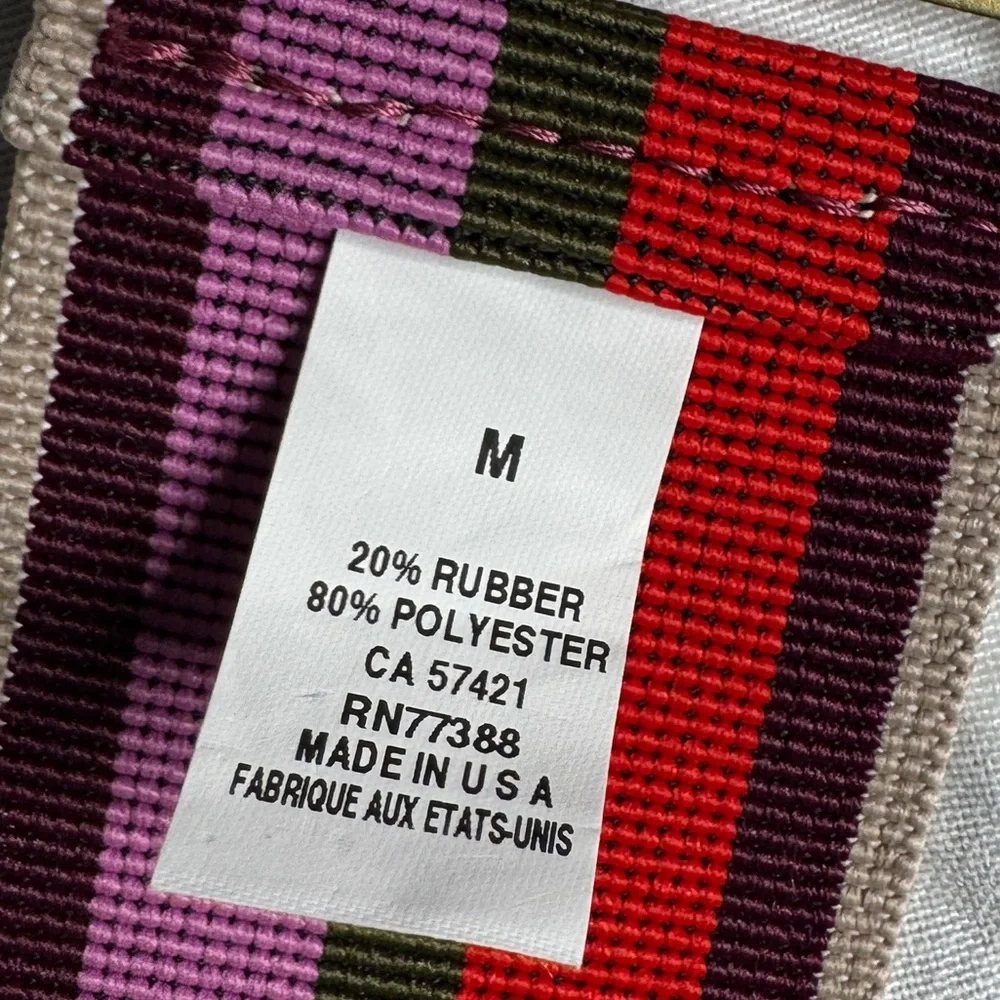 M
20% RUBBER
80% POLYESTER
CA 57421
RN77388
MADE IN U S A
FABRIQUE AUX ETATS-UNIS